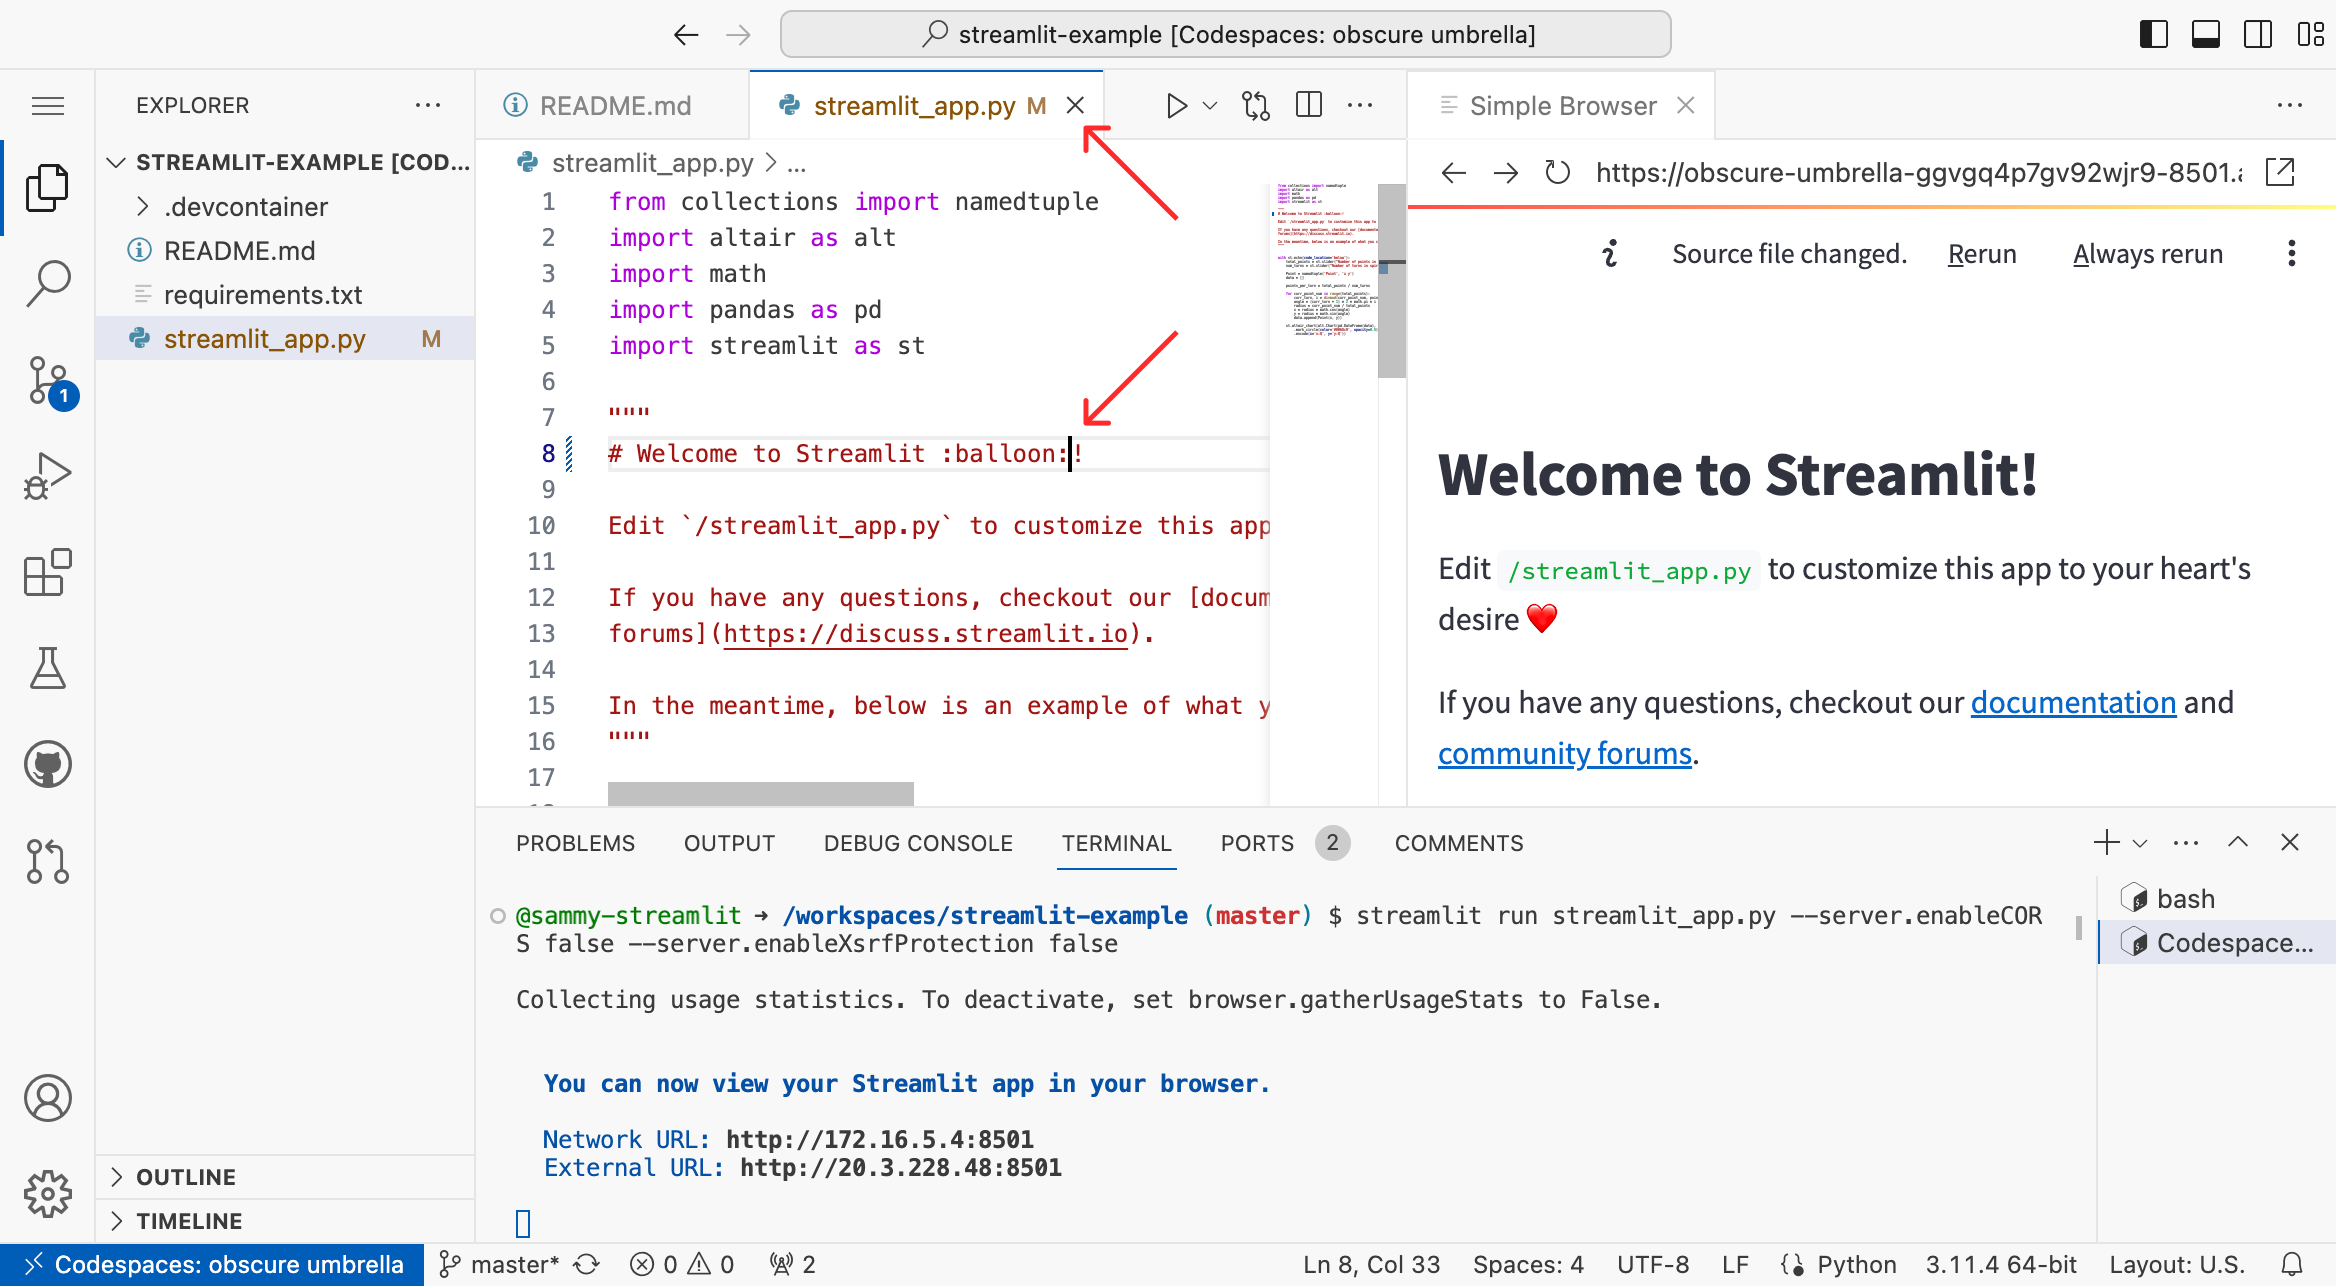 streamlit-example [Codespaces: obscure umbrella]
EXPLORER
STREAMLIT-EXAMPLE [COD...
.devcontainer
README.md
requirements.txt
streamlit_app.py M
1
OUTLINE
TIMELINE
README.md
streamlit_app.py M
streamlit_app.py > ...
1 from collections import namedtuple
2 import altair as alt
3 import math
4 import pandas as pd
5 import streamlit as st
6
7 """
8 # Welcome to Streamlit :balloon:!
9
10 Edit `/streamlit_app.py` to customize this app
11
12 If you have any questions, checkout our [docum
13 forums](https://discuss.streamlit.io).
14
15 In the meantime, below is an example of what y
16 """
17
Simple Browser
https://obscure-umbrella-ggvgq4p7gv92wjr9-8501.a
Source file changed. Rerun Always rerun
Welcome to Streamlit!
Edit /streamlit_app.py to customize this app to your heart's
desire ❤️
If you have any questions, checkout our documentation and
community forums.
PROBLEMS OUTPUT DEBUG CONSOLE TERMINAL PORTS 2 COMMENTS
@sammy-streamlit ➜ /workspaces/streamlit-example (master) $ streamlit run streamlit_app.py --server.enableCOR
S false --server.enableXsrfProtection false
Collecting usage statistics. To deactivate, set browser.gatherUsageStats to False.
You can now view your Streamlit app in your browser.
Network URL: http://172.16.5.4:8501
External URL: http://20.3.228.48:8501
bash
Codespace...
Codespaces: obscure umbrella master* 0 0 2 Ln 8, Col 33 Spaces: 4 UTF-8 LF Python 3.11.4 64-bit Layout: U.S.